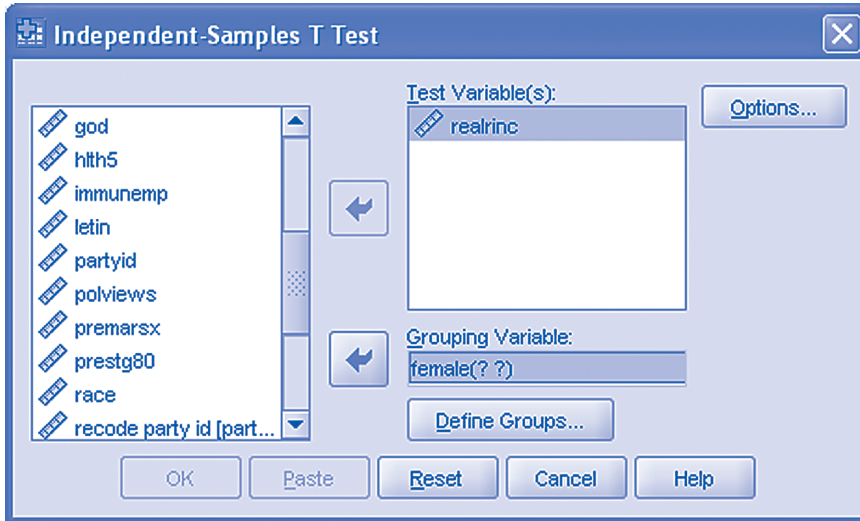 Independent-Samples T Test
god
hlth5
immunemp
letin
partyid
polviews
premarsx
prestg80
race
recode party id [part...
Test Variable(s):
realrinc
Options...
Grouping Variable:
female(? ?)
Define Groups...
OK
Paste
Reset
Cancel
Help